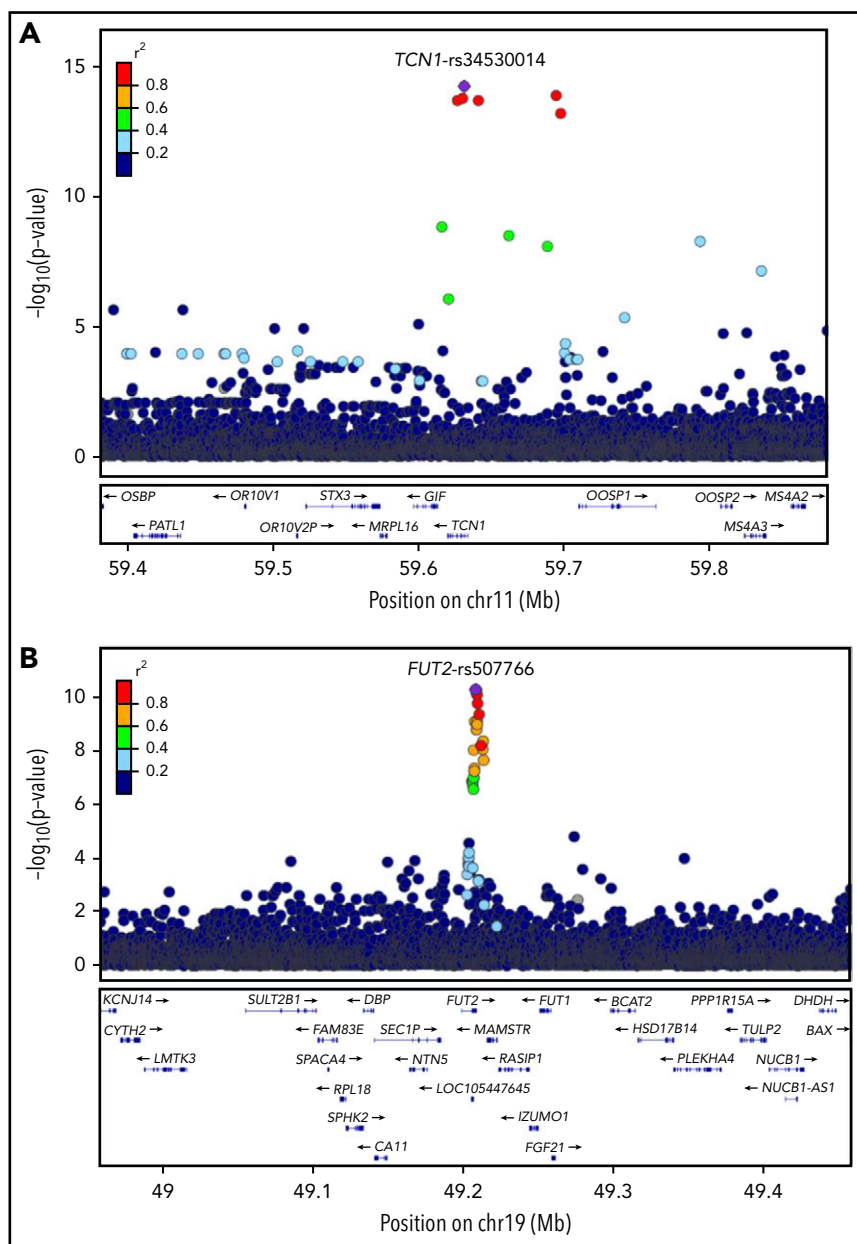 A
TCN1-rs34530014
r2
0.8
0.6
0.4
0.2
15
10
5
0
−log10(p−value)
← OSBP
← OR10V1
STX3 →
← GIF
OOSP1 →
OOSP2 →
MS4A2 →
← PATL1
OR10V2P →
← MRPL16
← TCN1
MS4A3 →
59.4
59.5
59.6
59.7
59.8
Position on chr11 (Mb)
B
FUT2-rs507766
r2
0.8
0.6
0.4
0.2
10
8
6
4
2
0
−log10(p−value)
KCNJ14 →
SULT2B1 →
← DBP
FUT2 →
← FUT1
← BCAT2
PPP1R15A →
DHDH →
CYTH2 →
← FAM83E
SEC1P →
← MAMSTR
← HSD17B14
← TULP2
BAX →
← LMTK3
SPACA4 →
← NTN5
← RASIP1
← PLEKHA4
NUCB1 →
← RPL18
← LOC105447645
← NUCB1-AS1
SPHK2 →
← IZUMO1
← CA11
FGF21 →
49
49.1
49.2
49.3
49.4
Position on chr19 (Mb)